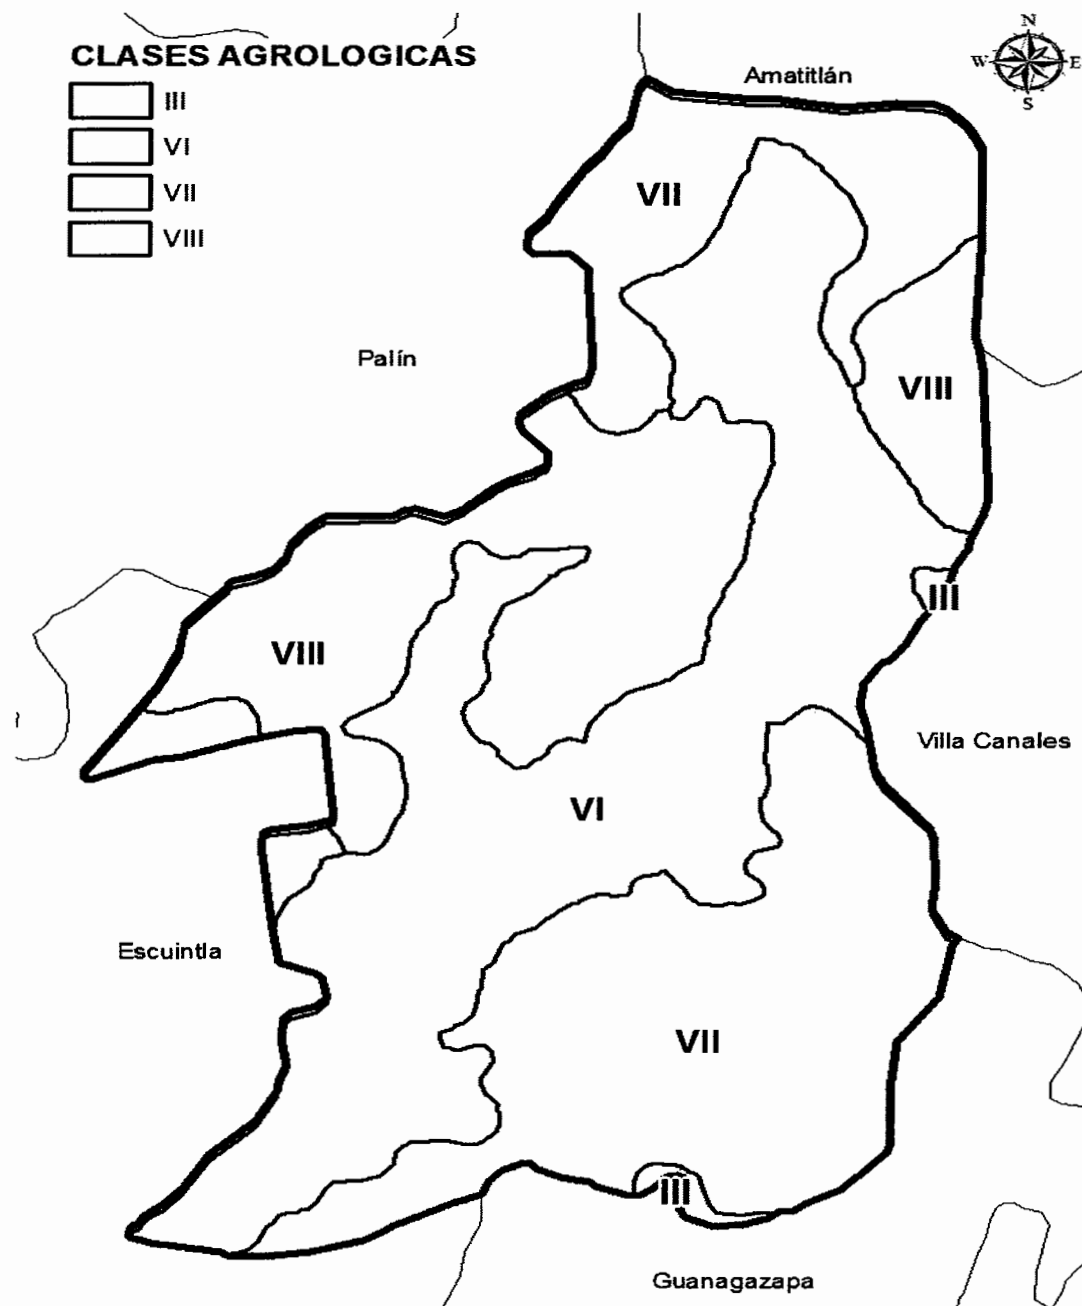 N
W E
S
CLASES AGROLOGICAS
III
VI
VII
VIII
Amatitlán
VII
Palín
VIII
III
VIII
Villa Canales
VI
Escuintla
VII
III
Guanagazapa